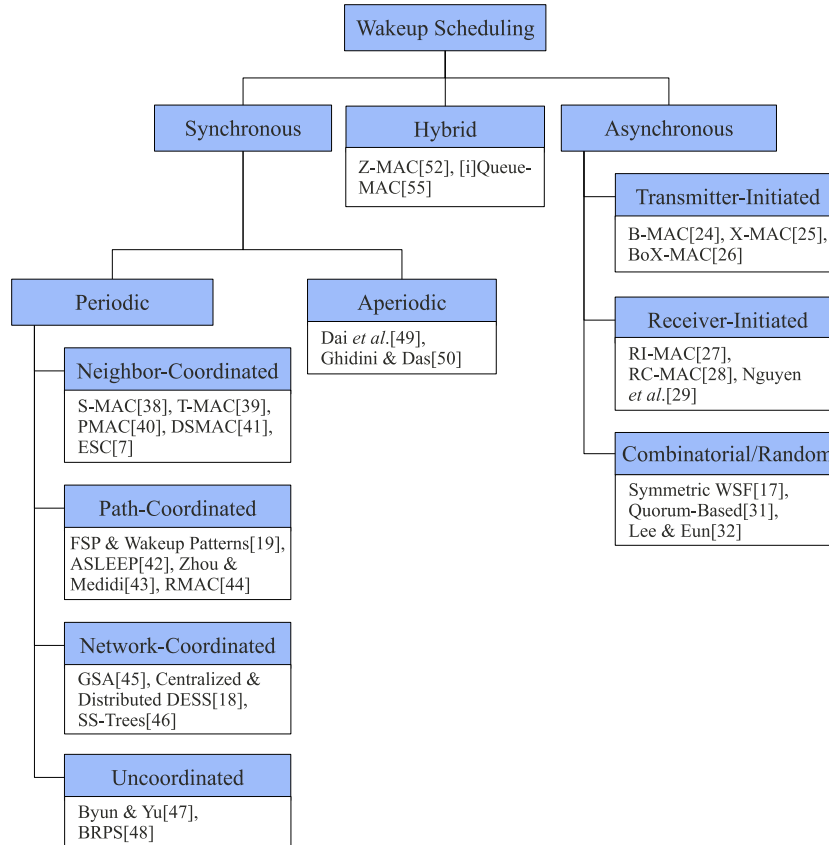 Wakeup Scheduling
Synchronous
Hybrid
Z-MAC[52], [i]Queue-
MAC[55]
Asynchronous
Transmitter-Initiated
B-MAC[24], X-MAC[25],
BoX-MAC[26]
Receiver-Initiated
RI-MAC[27],
RC-MAC[28], Nguyen
et al.[29]
Combinatorial/Random
Symmetric WSF[17],
Quorum-Based[31],
Lee & Eun[32]
Periodic
Aperiodic
Dai et al.[49],
Ghidini & Das[50]
Neighbor-Coordinated
S-MAC[38], T-MAC[39],
PMAC[40], DSMAC[41],
ESC[7]
Path-Coordinated
FSP & Wakeup Patterns[19],
ASLEEP[42], Zhou &
Medidi[43], RMAC[44]
Network-Coordinated
GSA[45], Centralized &
Distributed DESS[18],
SS-Trees[46]
Uncoordinated
Byun & Yu[47],
BRPS[48]